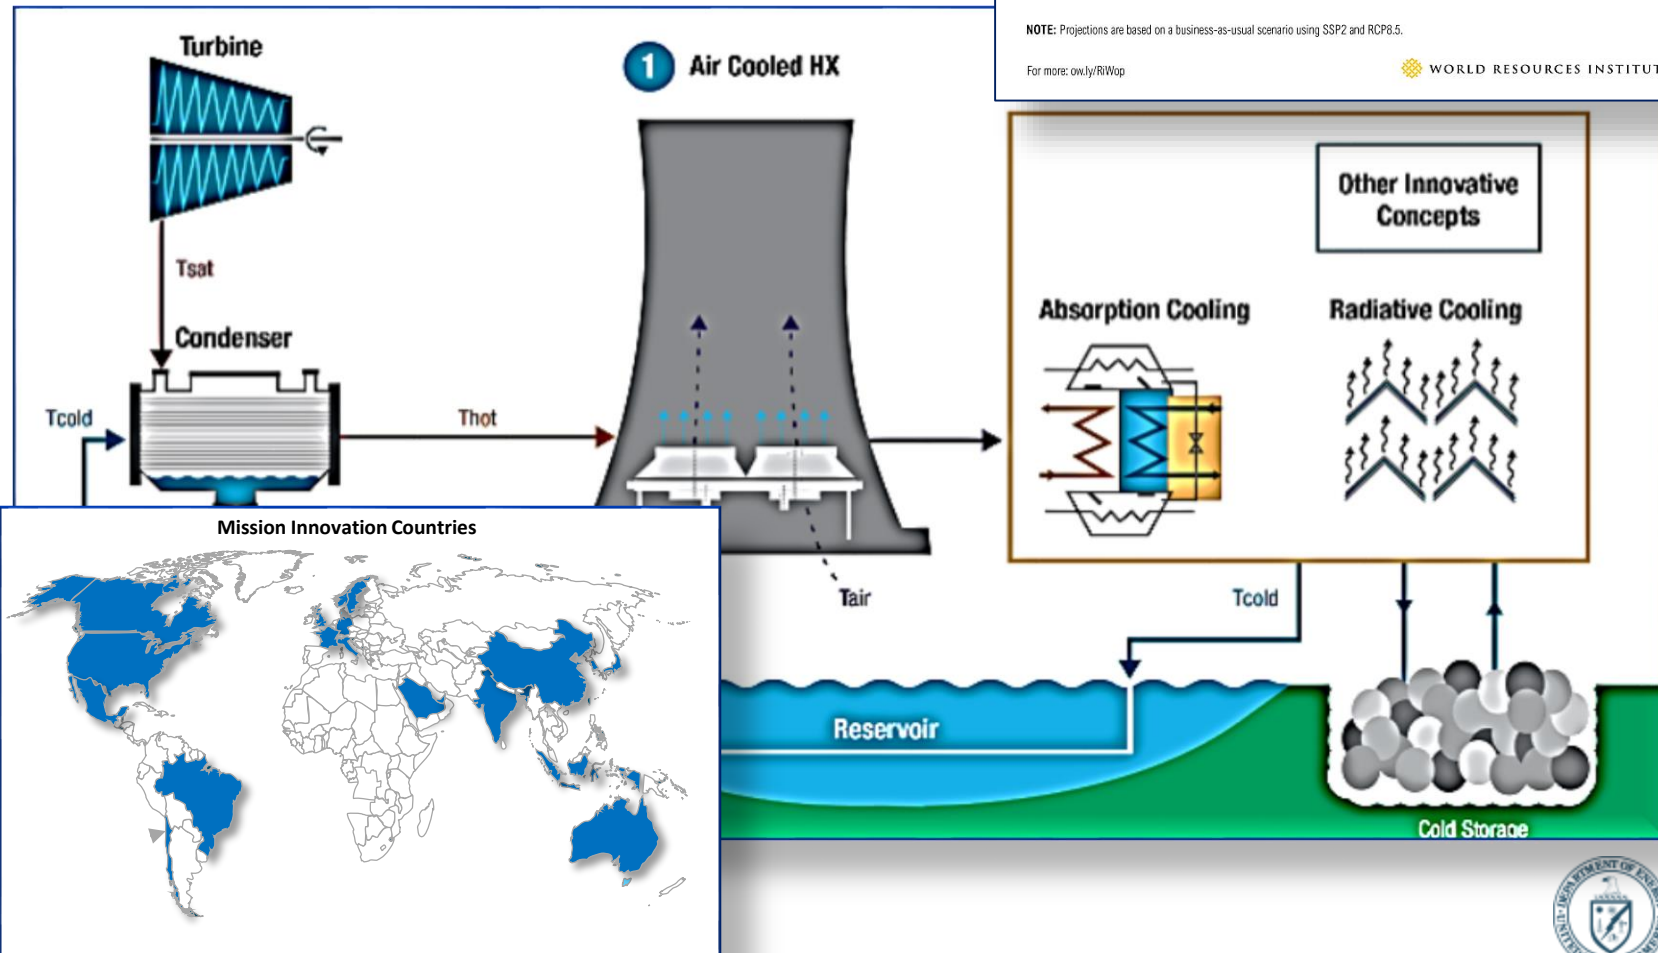 NOTE: Projections are based on a business-as-usual scenario using SSP2 and RCP8.5.
For more: ow.ly/RiWop
WORLD RESOURCES INSTITUT
Turbine
1 Air Cooled HX
Other Innovative
Concepts
Tsat
Condenser
Absorption Cooling
Radiative Cooling
Tcold
Thot
Tair
Tcold
Mission Innovation Countries
Reservoir
Cold Storage